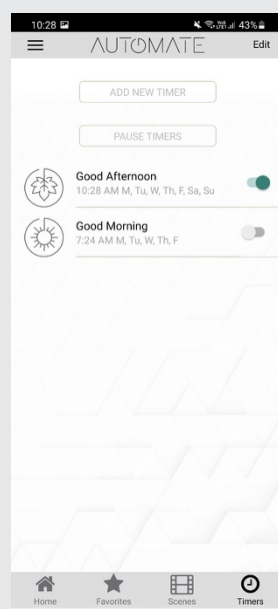 10:28 43%
AUTOMATE Edit
ADD NEW TIMER
PAUSE TIMERS
Good Afternoon
10:28 AM M, Tu, W, Th, F, Sa, Su
Good Morning
7:24 AM M, Tu, W, Th, F
Home Favorites Scenes Timers